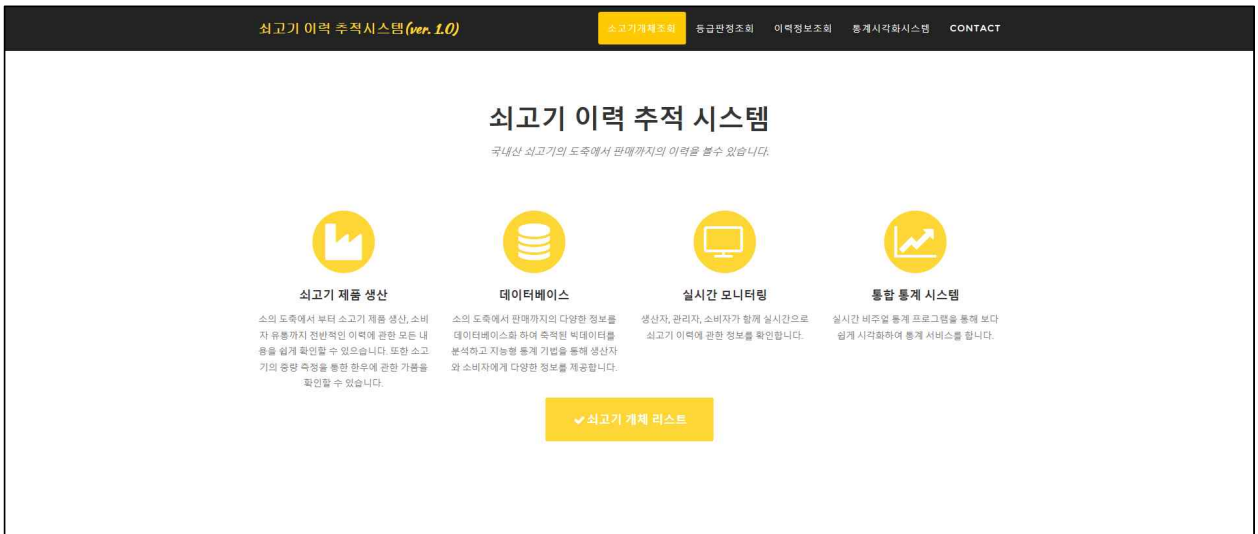 쇠고기 이력 추적시스템(ver. 1.0)
소고기개체조회 등급판정조회 이력정보조회 통계시각화시스템 CONTACT
쇠고기 이력 추적 시스템
국내산 쇠고기의 도축에서 판매까지의 이력을 볼수 있습니다.
쇠고기 제품 생산
소의 도축에서 부터 소고기 제품 생산, 소비
자 유통까지 전반적인 이력에 관한 모든 내
용을 쉽게 확인할 수 있으습니다. 또한 소고
기의 중량 측정을 통한 한우에 관한 가품을
확인할 수 있습니다.
데이터베이스
소의 도축에서 판매까지의 다양한 정보를
데이터베이스화 하여 축적된 빅데이터를
분석하고 지능형 통계 기법을 통해 생산자
와 소비자에게 다양한 정보를 제공합니다.
실시간 모니터링
생산자, 관리자, 소비자가 함께 실시간으로
쇠고기 이력에 관한 정보를 확인합니다.
통합 통계 시스템
실시간 비주얼 통계 프로그램을 통해 보다
쉽게 시각화하여 통계 서비스를 합니다.
쇠고기 개체 리스트